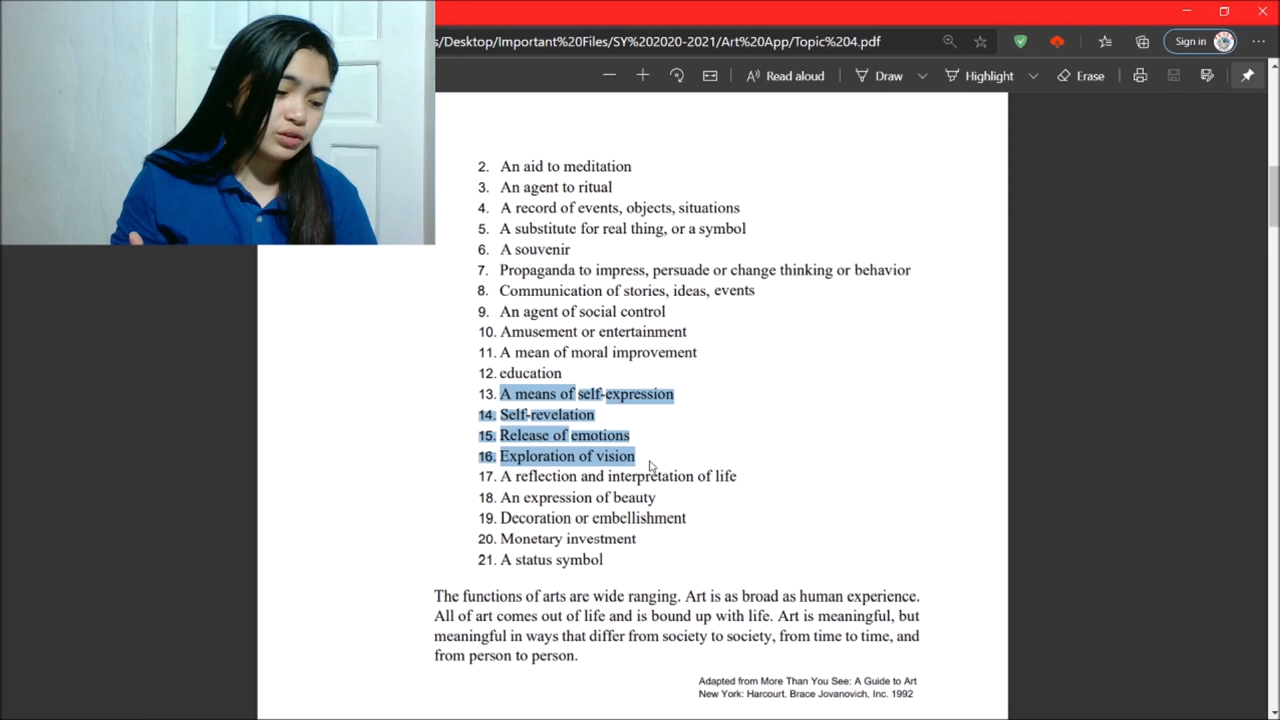 s/Desktop/Important%20Files/SY%202020-2021/Art%20App/Topic%204.pdf
Sign in
Read aloud
Draw
Highlight
Erase
2. An aid to meditation
3. An agent to ritual
4. A record of events, objects, situations
5. A substitute for real thing, or a symbol
6. A souvenir
7. Propaganda to impress, persuade or change thinking or behavior
8. Communication of stories, ideas, events
9. An agent of social control
10. Amusement or entertainment
11. A mean of moral improvement
12. education
13. A means of self-expression
14. Self-revelation
15. Release of emotions
16. Exploration of vision
17. A reflection and interpretation of life
18. An expression of beauty
19. Decoration or embellishment
20. Monetary investment
21. A status symbol
The functions of arts are wide ranging. Art is as broad as human experience.
All of art comes out of life and is bound up with life. Art is meaningful, but
meaningful in ways that differ from society to society, from time to time, and
from person to person.
Adapted from More Than You See: A Guide to Art
New York: Harcourt, Brace Jovanovich, Inc. 1992